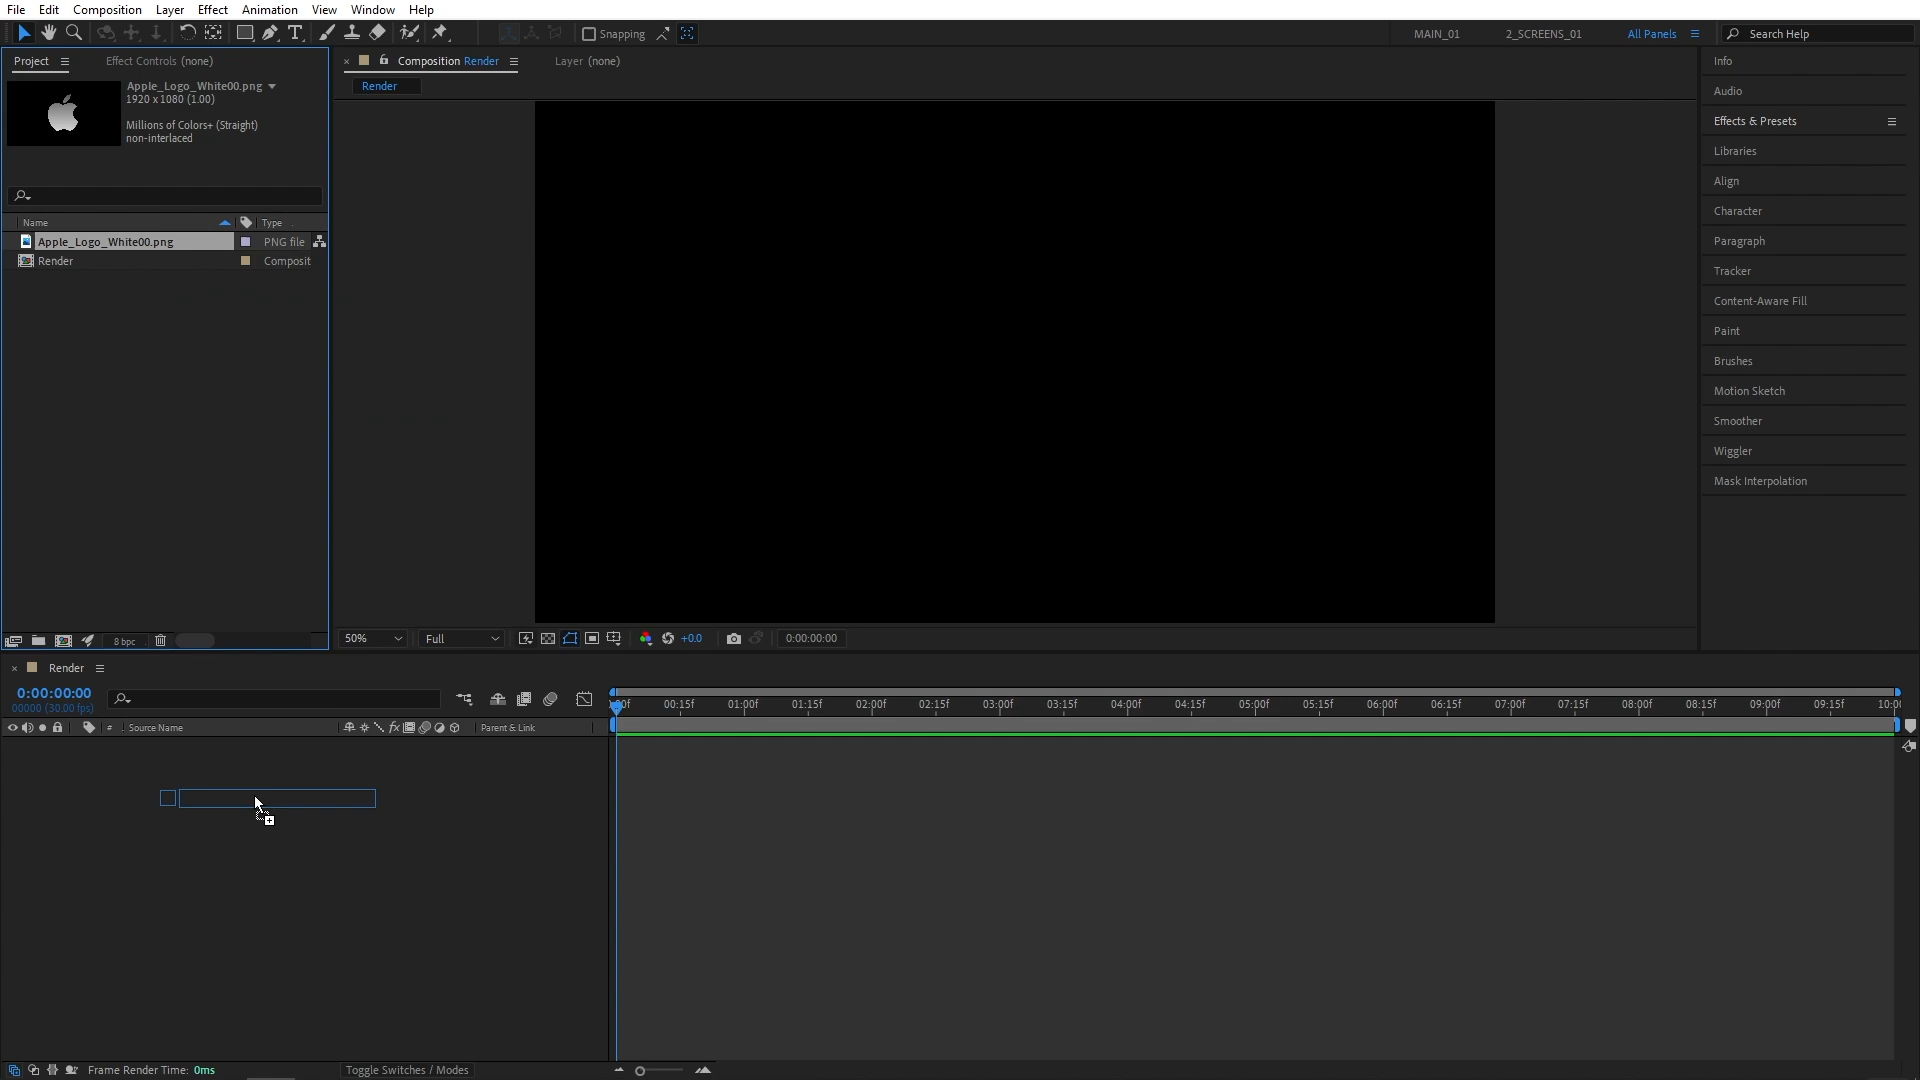 File Edit Composition Layer Effect Animation View Window Help
Snapping MAIN_01 2_SCREENS_01 All Panels Search Help
Project Effect Controls (none) Composition Render Layer (none) Info
Apple_Logo_White00.png Render
1920 x 1080 (1.00) Audio
Millions of Colors+ (Straight) Effects & Presets
non-interlaced
Libraries
Align
Character
Name Type
Apple_Logo_White00.png PNG file Paragraph
Render Composit
Tracker
Content-Aware Fill
Paint
Brushes
Motion Sketch
Smoother
Wiggler
Mask Interpolation
8 bpc 50% Full +0.0 0:00:00:00
Render
0:00:00:00
00000 (30.00 fps) 00f 00:15f 01:00f 01:15f 02:00f 02:15f 03:00f 03:15f 04:00f 04:15f 05:00f 05:15f 06:00f 06:15f 07:00f 07:15f 08:00f 08:15f 09:00f 09:15f 10:0
# Source Name fx Parent & Link
Frame Render Time: 0ms Toggle Switches / Modes